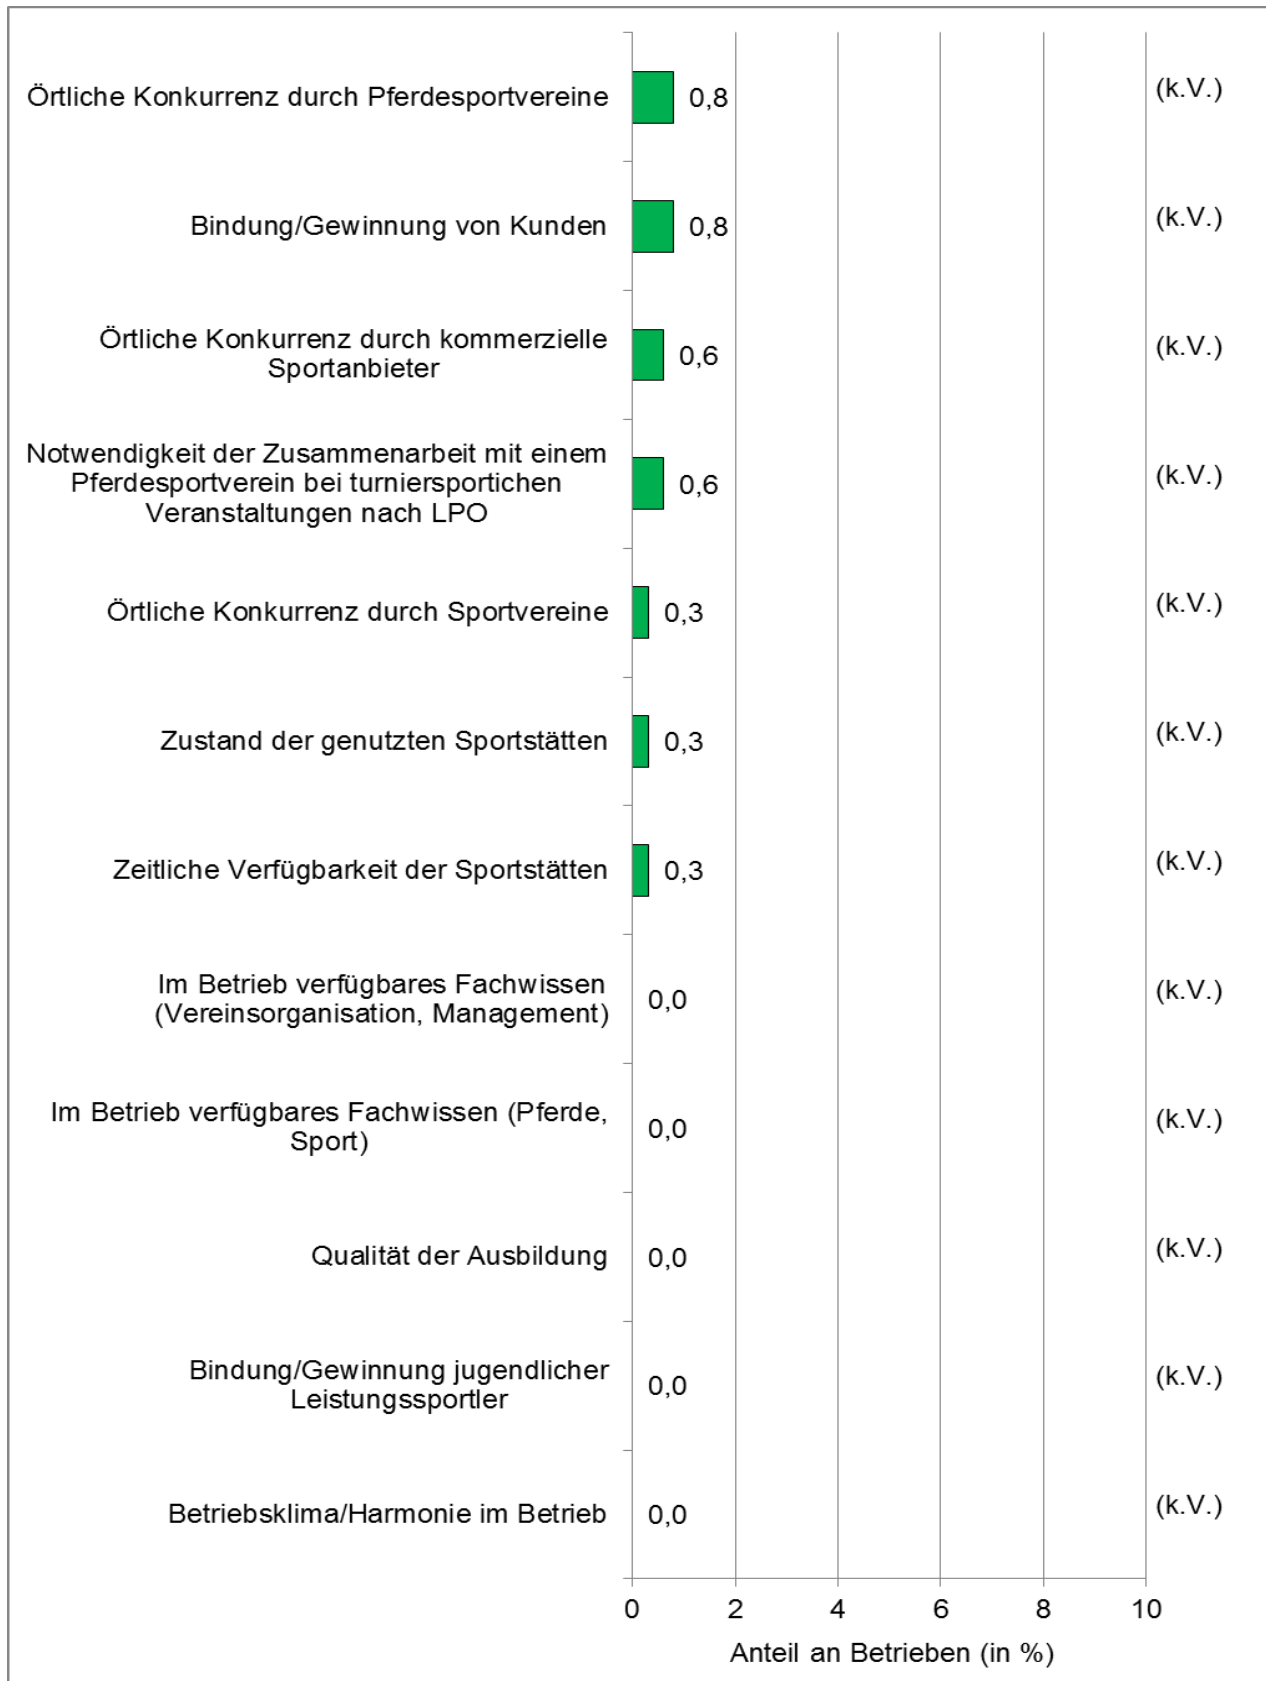 Örtliche Konkurrenz durch Pferdesportvereine 0,8 (k.V.)
Bindung/Gewinnung von Kunden 0,8 (k.V.)
Örtliche Konkurrenz durch kommerzielle
Sportanbieter 0,6 (k.V.)
Notwendigkeit der Zusammenarbeit mit einem
Pferdesportverein bei turniersportichen
Veranstaltungen nach LPO 0,6 (k.V.)
Örtliche Konkurrenz durch Sportvereine 0,3 (k.V.)
Zustand der genutzten Sportstätten 0,3 (k.V.)
Zeitliche Verfügbarkeit der Sportstätten 0,3 (k.V.)
Im Betrieb verfügbares Fachwissen
(Vereinsorganisation, Management) 0,0 (k.V.)
Im Betrieb verfügbares Fachwissen (Pferde,
Sport) 0,0 (k.V.)
Qualität der Ausbildung 0,0 (k.V.)
Bindung/Gewinnung jugendlicher
Leistungssportler 0,0 (k.V.)
Betriebsklima/Harmonie im Betrieb 0,0 (k.V.)
0 2 4 6 8 10
Anteil an Betrieben (in %)